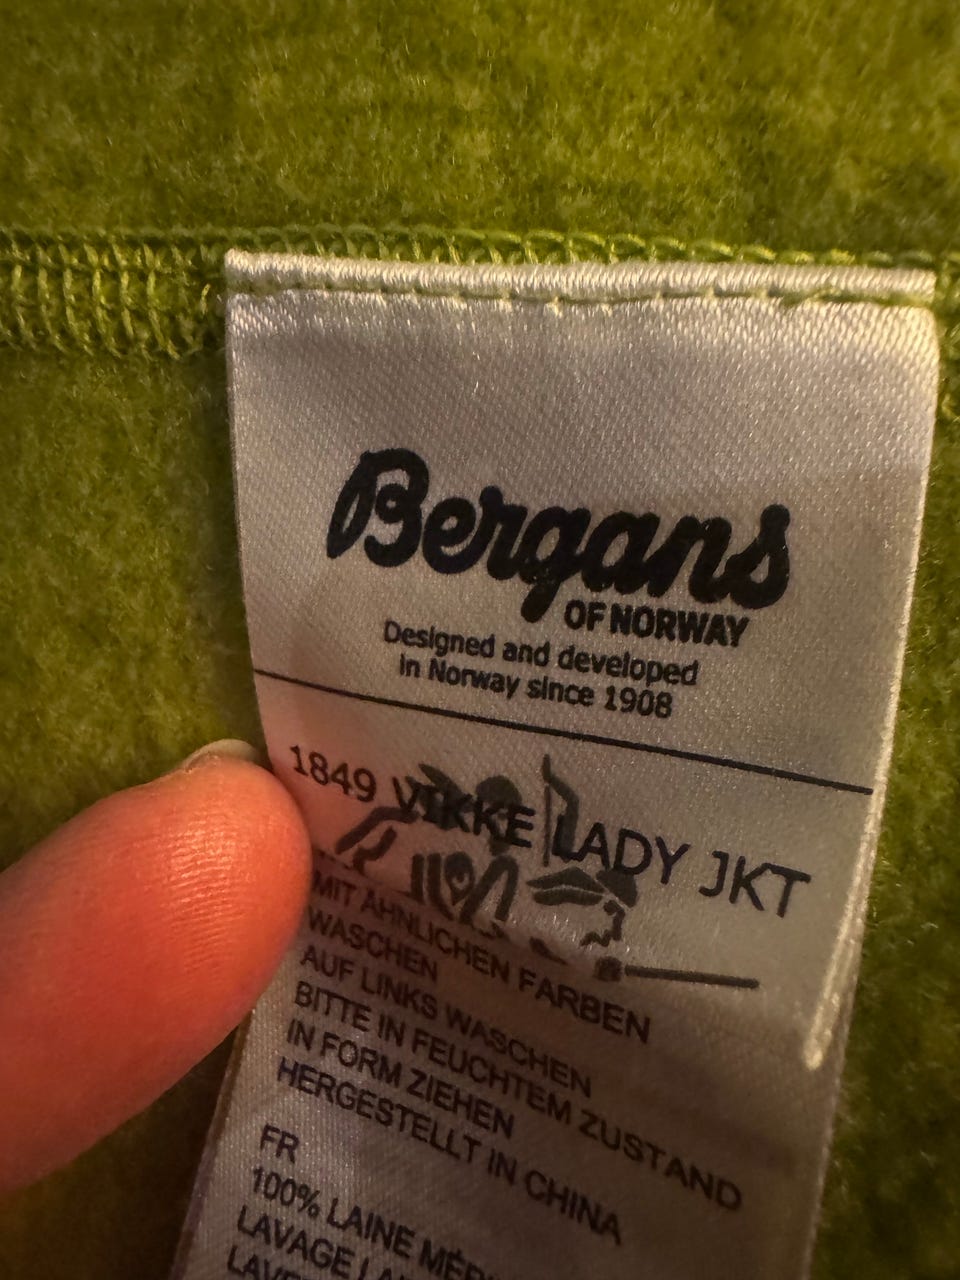 Bergans
OF NORWAY
Designed and developed
in Norway since 1908
1849 VIKKE LADY JKT
MIT ÄHNLICHEN FARBEN
WASCHEN
AUF LINKS WASCHEN
BITTE IN FEUCHTEM ZUSTAND
IN FORM ZIEHEN
HERGESTELLT IN CHINA
FR
100% LAINE
LAVAGE